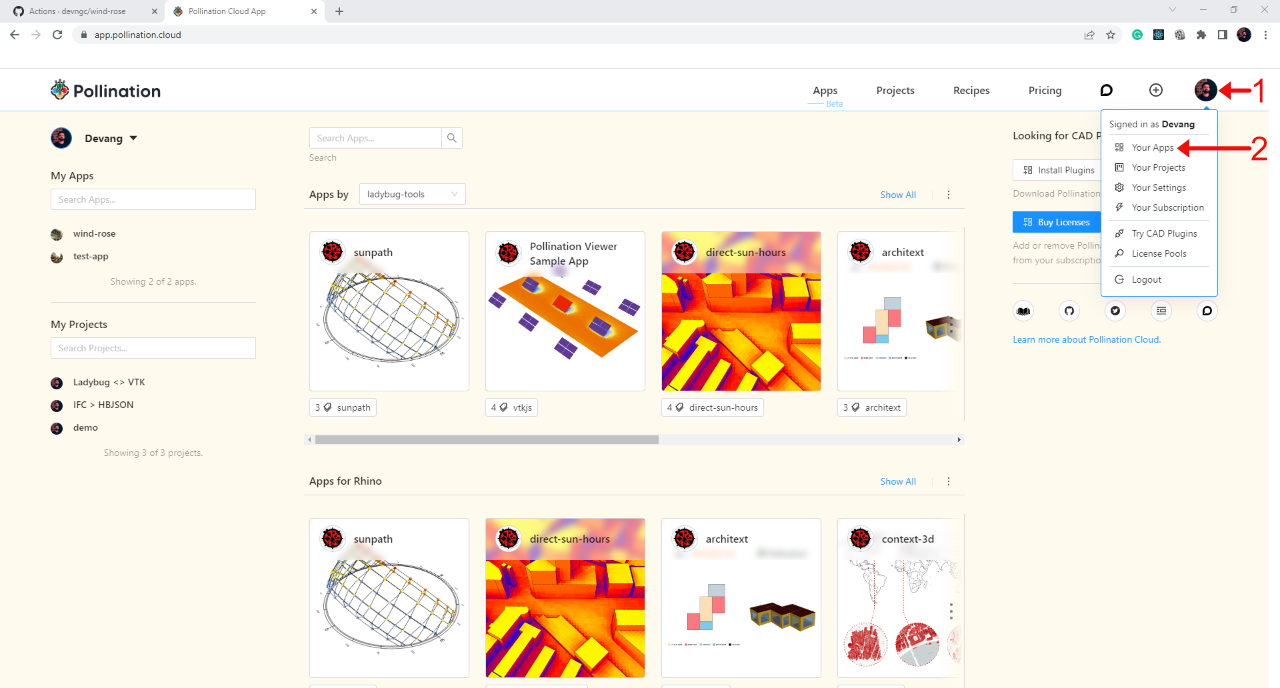 Actions · devngc/wind-rose
Pollination Cloud App
app.pollination.cloud
Pollination
Apps
Beta
Projects
Recipes
Pricing
1
Devang
My Apps
Search Apps...
wind-rose
test-app
Showing 2 of 2 apps.
My Projects
Search Projects...
Ladybug <> VTK
IFC > HBJSON
demo
Showing 3 of 3 projects.
Search Apps...
Search
Apps by
ladybug-tools
Show All
sunpath
Pollination Viewer
Sample App
direct-sun-hours
architext
3 sunpath
4 vtkjs
4 direct-sun-hours
3 architext
Apps for Rhino
Show All
sunpath
direct-sun-hours
architext
context-3d
Looking for CAD P
Install Plugins
Download Pollination
Buy Licenses
Add or remove Pollina
from your subscriptio
Learn more about Pollination Cloud.
Signed in as Devang
Your Apps
2
Your Projects
Your Settings
Your Subscription
Try CAD Plugins
License Pools
Logout